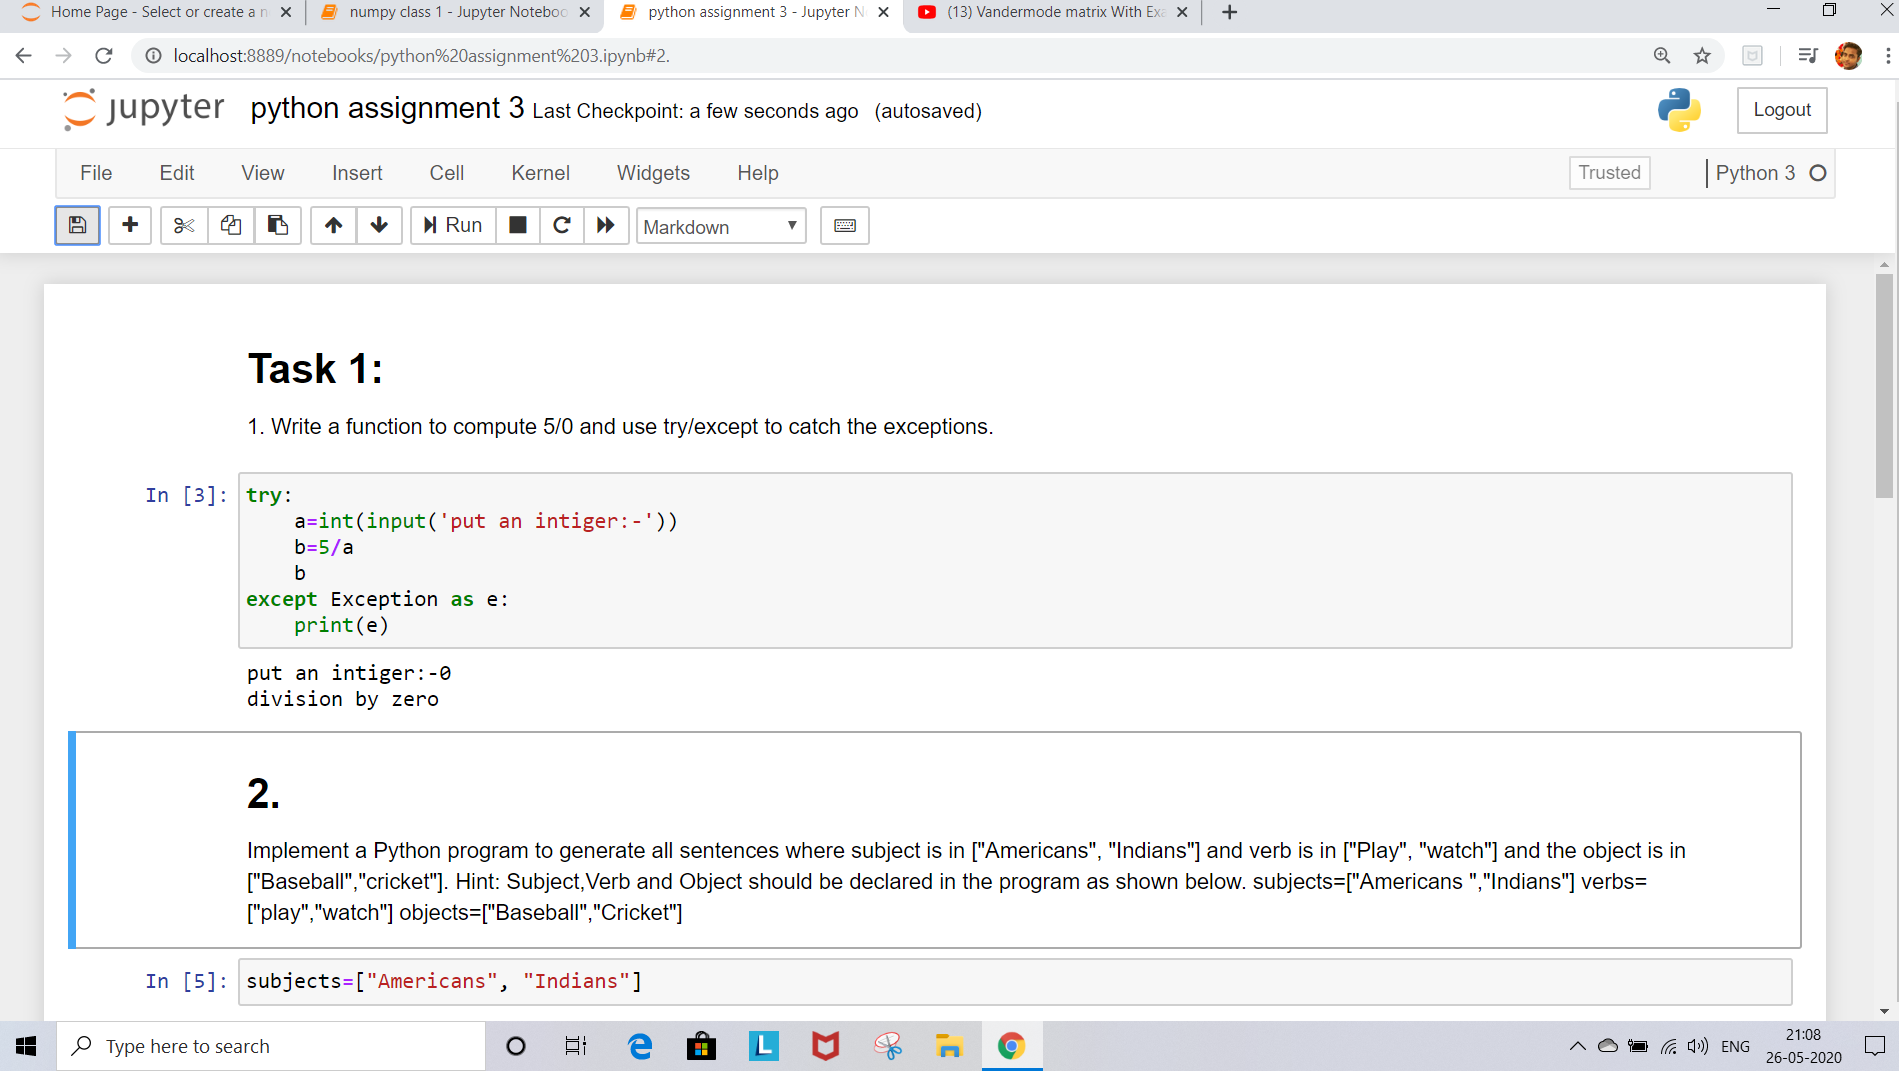 Home Page - Select or create a n
numpy class 1 - Jupyter Noteboo
python assignment 3 - Jupyter N
(13) Vandermode matrix With Exa
localhost:8889/notebooks/python%20assignment%203.ipynb#2.
jupyter python assignment 3 Last Checkpoint: a few seconds ago (autosaved)
Logout
File Edit View Insert Cell Kernel Widgets Help
Trusted
Python 3
Run
Markdown
Task 1:
1. Write a function to compute 5/0 and use try/except to catch the exceptions.
In [3]: try:
a=int(input('put an intiger:-'))
b=5/a
b
except Exception as e:
print(e)
put an intiger:-0
division by zero
2.
Implement a Python program to generate all sentences where subject is in ["Americans", "Indians"] and verb is in ["Play", "watch"] and the object is in
["Baseball","cricket"]. Hint: Subject,Verb and Object should be declared in the program as shown below. subjects=["Americans ","Indians"] verbs=
["play","watch"] objects=["Baseball","Cricket"]
In [5]: subjects=["Americans", "Indians"]
Type here to search
L
ENG
21:08
26-05-2020